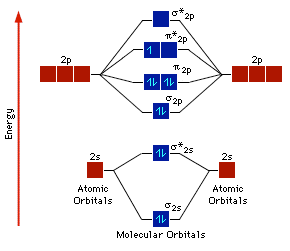 σ*2p
π*2p
2p
2p
π2p
σ2p
Energy
σ*2s
2s
2s
Atomic
Orbitals
Atomic
Orbitals
σ2s
Molecular Orbitals